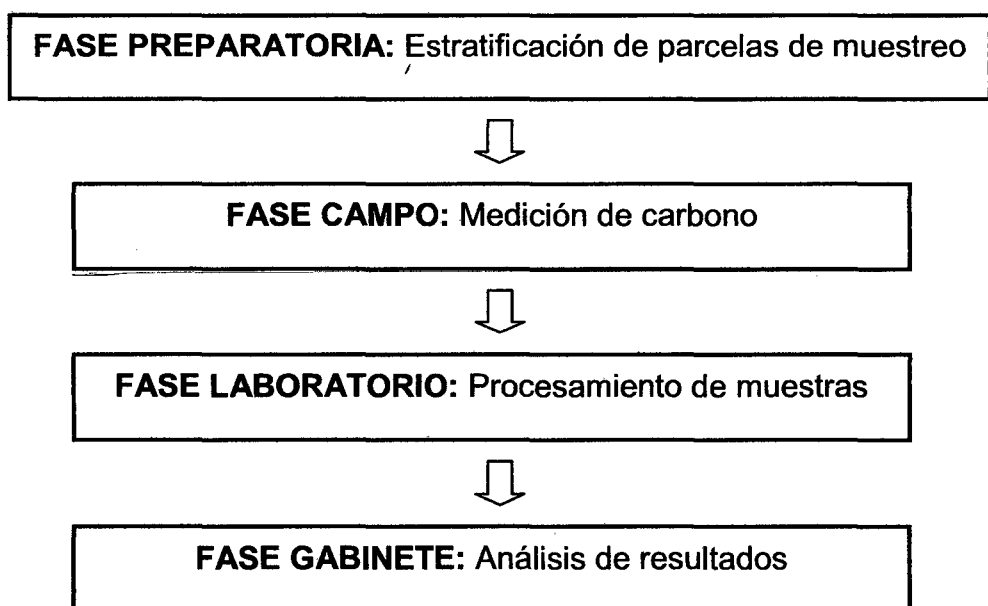 FASE PREPARATORIA: Estratificación de parcelas de muestreo
FASE CAMPO: Medición de carbono
FASE LABORATORIO: Procesamiento de muestras
FASE GABINETE: Análisis de resultados